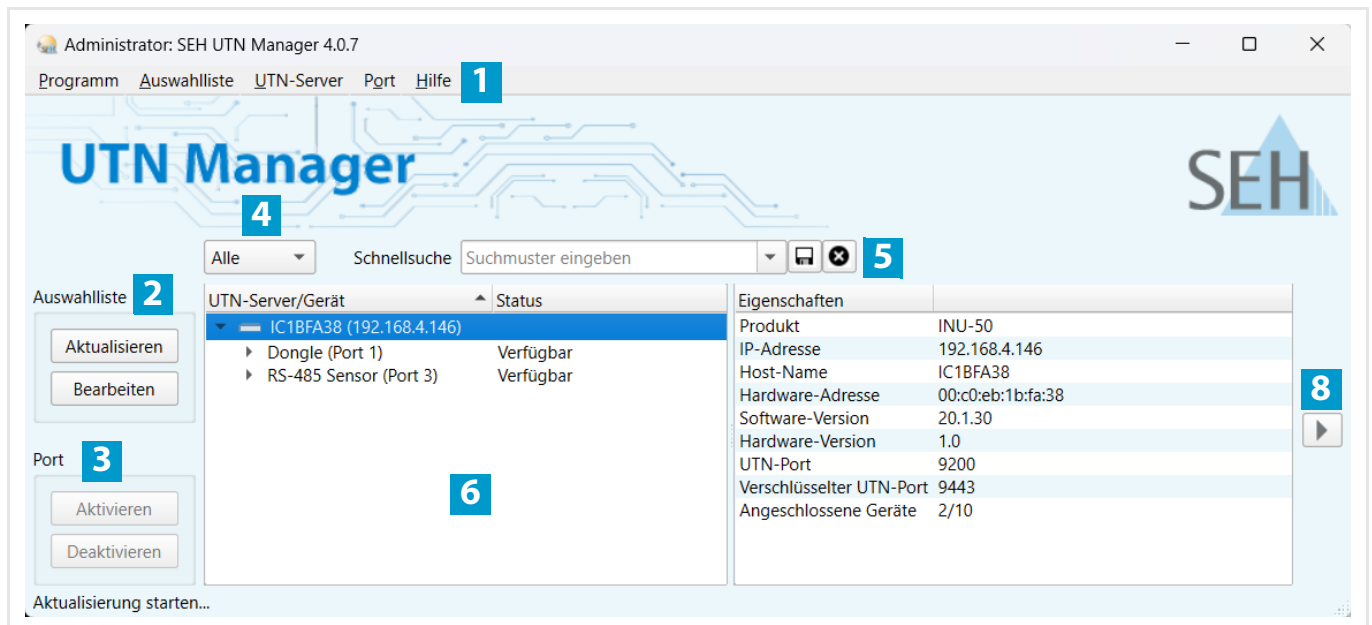 Administrator: SEH UTN Manager 4.0.7
Programm Auswahlliste UTN-Server Port Hilfe 1
UTN Manager
SEH
4
Alle Schnellsuche Suchmuster eingeben 5
Auswahlliste 2
Aktualisieren
Bearbeiten
Port 3
Aktivieren
Deaktivieren
UTN-Server/Gerät Status
IC1BFA38 (192.168.4.146)
Dongle (Port 1) Verfügbar
RS-485 Sensor (Port 3) Verfügbar
6
Eigenschaften
Produkt INU-50
IP-Adresse 192.168.4.146
Host-Name IC1BFA38
Hardware-Adresse 00:c0:eb:1b:fa:38
Software-Version 20.1.30
Hardware-Version 1.0
UTN-Port 9200
Verschlüsselter UTN-Port 9443
Angeschlossene Geräte 2/10
8
Aktualisierung starten...